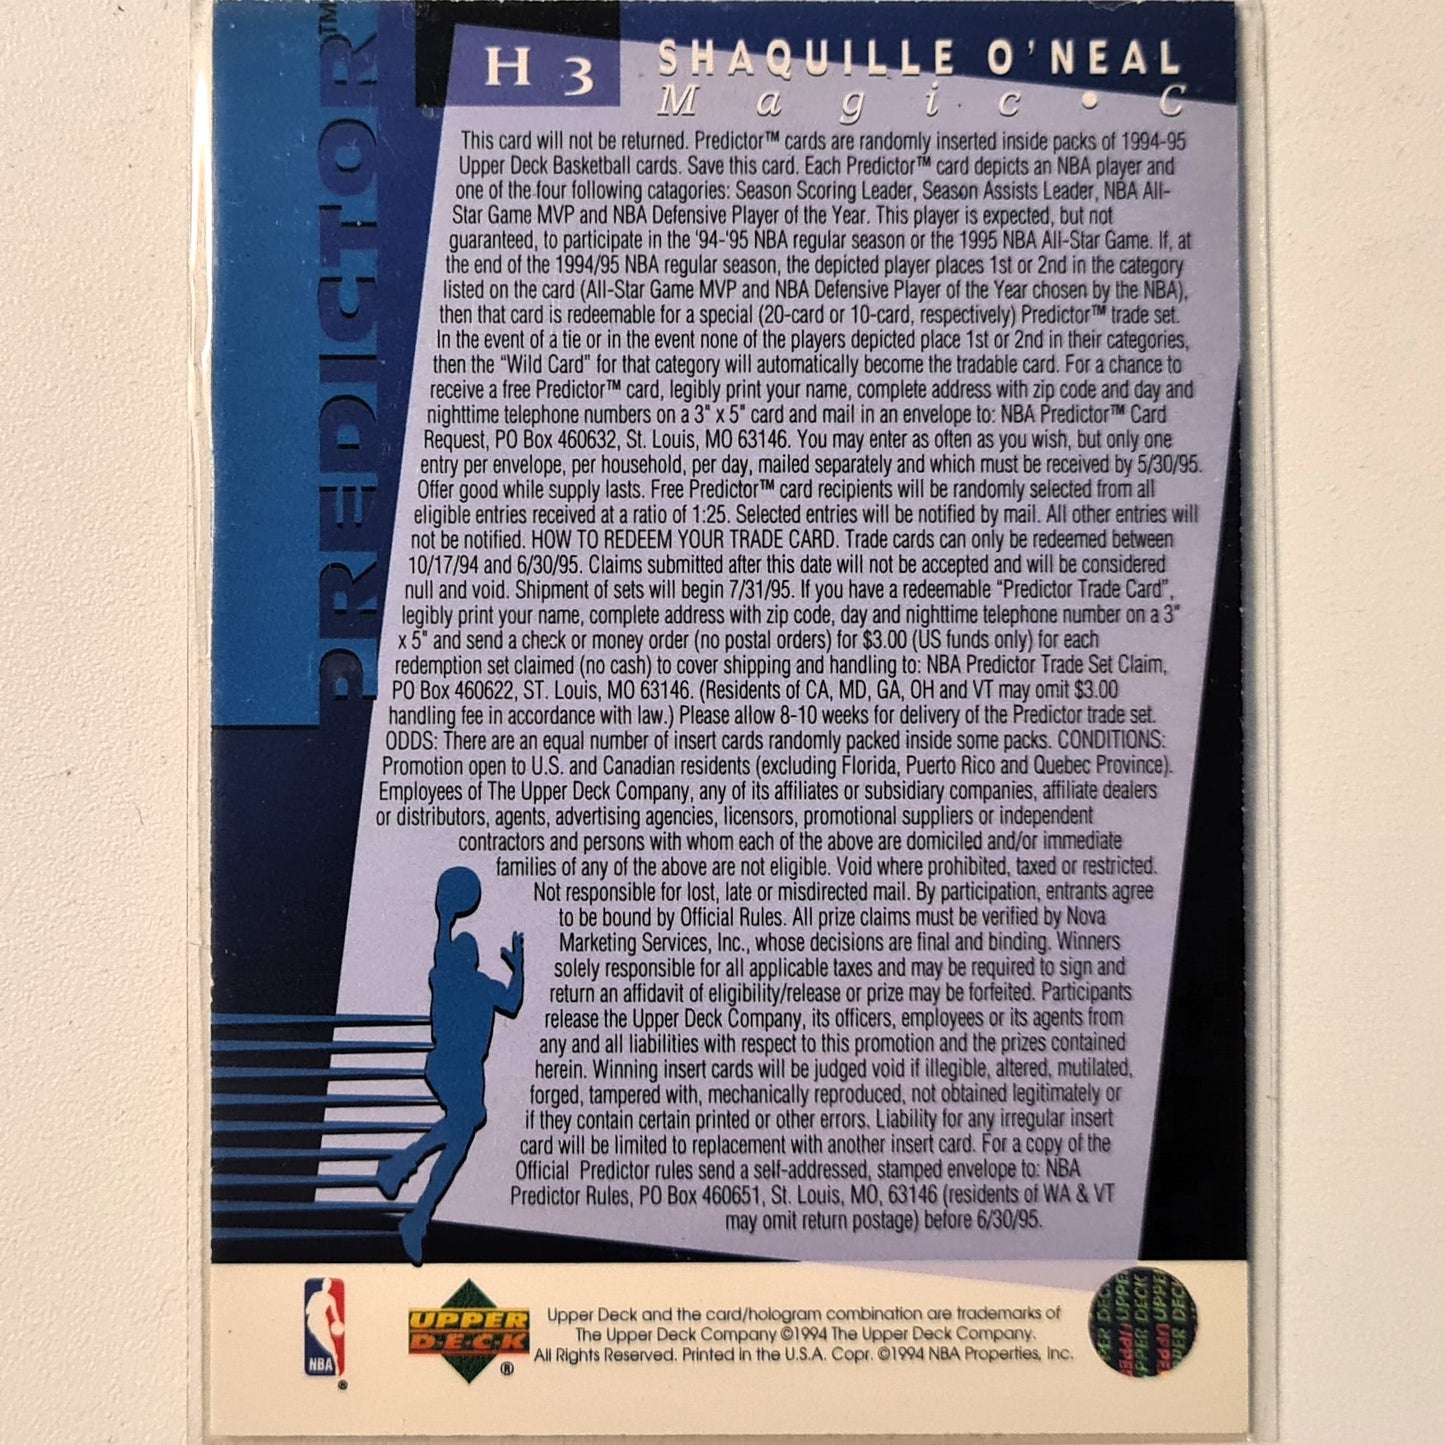 PREDICTOR™
H 3
SHAQUILLE O'NEAL
Magic • C
This card will not be returned. Predictor™ cards are randomly inserted inside packs of 1994-95
Upper Deck Basketball cards. Save this card. Each Predictor™ card depicts an NBA player and
one of the four following catagories: Season Scoring Leader, Season Assists Leader, NBA All-
Star Game MVP and NBA Defensive Player of the Year. This player is expected, but not
guaranteed, to participate in the '94-'95 NBA regular season or the 1995 NBA All-Star Game. If, at
the end of the 1994/95 NBA regular season, the depicted player places 1st or 2nd in the category
listed on the card (All-Star Game MVP and NBA Defensive Player of the Year chosen by the NBA),
then that card is redeemable for a special (20-card or 10-card, respectively) Predictor™ trade set.
In the event of a tie or in the event none of the players depicted place 1st or 2nd in their categories,
then the "Wild Card" for that category will automatically become the tradable card. For a chance to
receive a free Predictor™ card, legibly print your name, complete address with zip code and day and
nighttime telephone numbers on a 3" x 5" card and mail in an envelope to: NBA Predictor™ Card
Request, PO Box 460632, St. Louis, MO 63146. You may enter as often as you wish, but only one
entry per envelope, per household, per day, mailed separately and which must be received by 5/30/95.
Offer good while supply lasts. Free Predictor™ card recipients will be randomly selected from all
eligible entries received at a ratio of 1:25. Selected entries will be notified by mail. All other entries will
not be notified. HOW TO REDEEM YOUR TRADE CARD. Trade cards can only be redeemed between
10/17/94 and 6/30/95. Claims submitted after this date will not be accepted and will be considered
null and void. Shipment of sets will begin 7/31/95. If you have a redeemable "Predictor Trade Card",
legibly print your name, complete address with zip code, day and nighttime telephone number on a 3"
x 5" and send a check or money order (no postal orders) for $3.00 (US funds only) for each
redemption set claimed (no cash) to cover shipping and handling to: NBA Predictor Trade Set Claim,
PO Box 460622, ST. Louis, MO 63146. (Residents of CA, MD, GA, OH and VT may omit $3.00
handling fee in accordance with law.) Please allow 8-10 weeks for delivery of the Predictor trade set.
ODDS: There are an equal number of insert cards randomly packed inside some packs. CONDITIONS:
Promotion open to U.S. and Canadian residents (excluding Florida, Puerto Rico and Quebec Province).
Employees of The Upper Deck Company, any of its affiliates or subsidiary companies, affiliate dealers
or distributors, agents, advertising agencies, licensors, promotional suppliers or independent
contractors and persons with whom each of the above are domiciled and/or immediate
families of any of the above are not eligible. Void where prohibited, taxed or restricted.
Not responsible for lost, late or misdirected mail. By participation, entrants agree
to be bound by Official Rules. All prize claims must be verified by Nova
Marketing Services, Inc., whose decisions are final and binding. Winners
solely responsible for all applicable taxes and may be required to sign and
return an affidavit of eligibility/release or prize may be forfeited. Participants
release the Upper Deck Company, its officers, employees or its agents from
any and all liabilities with respect to this promotion and the prizes contained
herein. Winning insert cards will be judged void if illegible, altered, mutilated,
forged, tampered with, mechanically reproduced, not obtained legitimately or
if they contain certain printed or other errors. Liability for any irregular insert
card will be limited to replacement with another insert card. For a copy of the
Official Predictor rules send a self-addressed, stamped envelope to: NBA
Predictor Rules, PO Box 460651, St. Louis, MO, 63146 (residents of WA & VT
may omit return postage) before 6/30/95.
NBA ®
UPPER
DECK ®
Upper Deck and the card/hologram combination are trademarks of
The Upper Deck Company ©1994 The Upper Deck Company.
All Rights Reserved. Printed in the U.S.A. Copr. ©1994 NBA Properties, Inc.